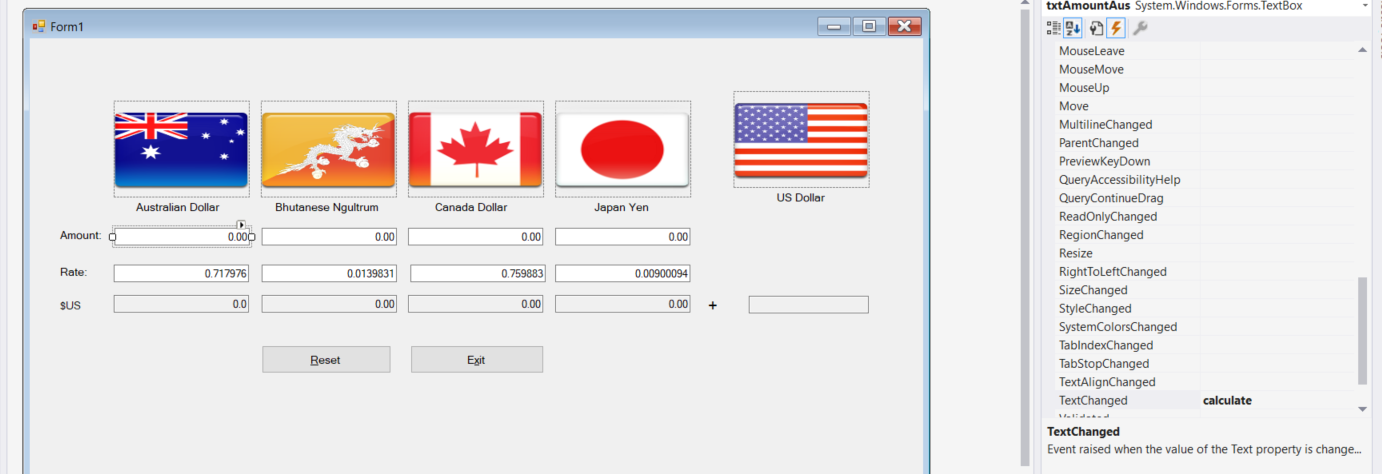 txtAmountAus System.Windows.Forms.TextBox
Form1
Australian Dollar
Bhutanese Ngultrum
Canada Dollar
Japan Yen
US Dollar
Amount: 0.00 0.00 0.00 0.00
Rate: 0.717976 0.0139831 0.759883 0.00900094
$US 0.0 0.00 0.00 0.00 +
Reset
Exit
MouseLeave
MouseMove
MouseUp
Move
MultilineChanged
ParentChanged
PreviewKeyDown
QueryAccessibilityHelp
QueryContinueDrag
ReadOnlyChanged
RegionChanged
Resize
RightToLeftChanged
SizeChanged
StyleChanged
SystemColorsChanged
TabIndexChanged
TabStopChanged
TextAlignChanged
TextChanged calculate
Validated
TextChanged
Event raised when the value of the Text property is change...